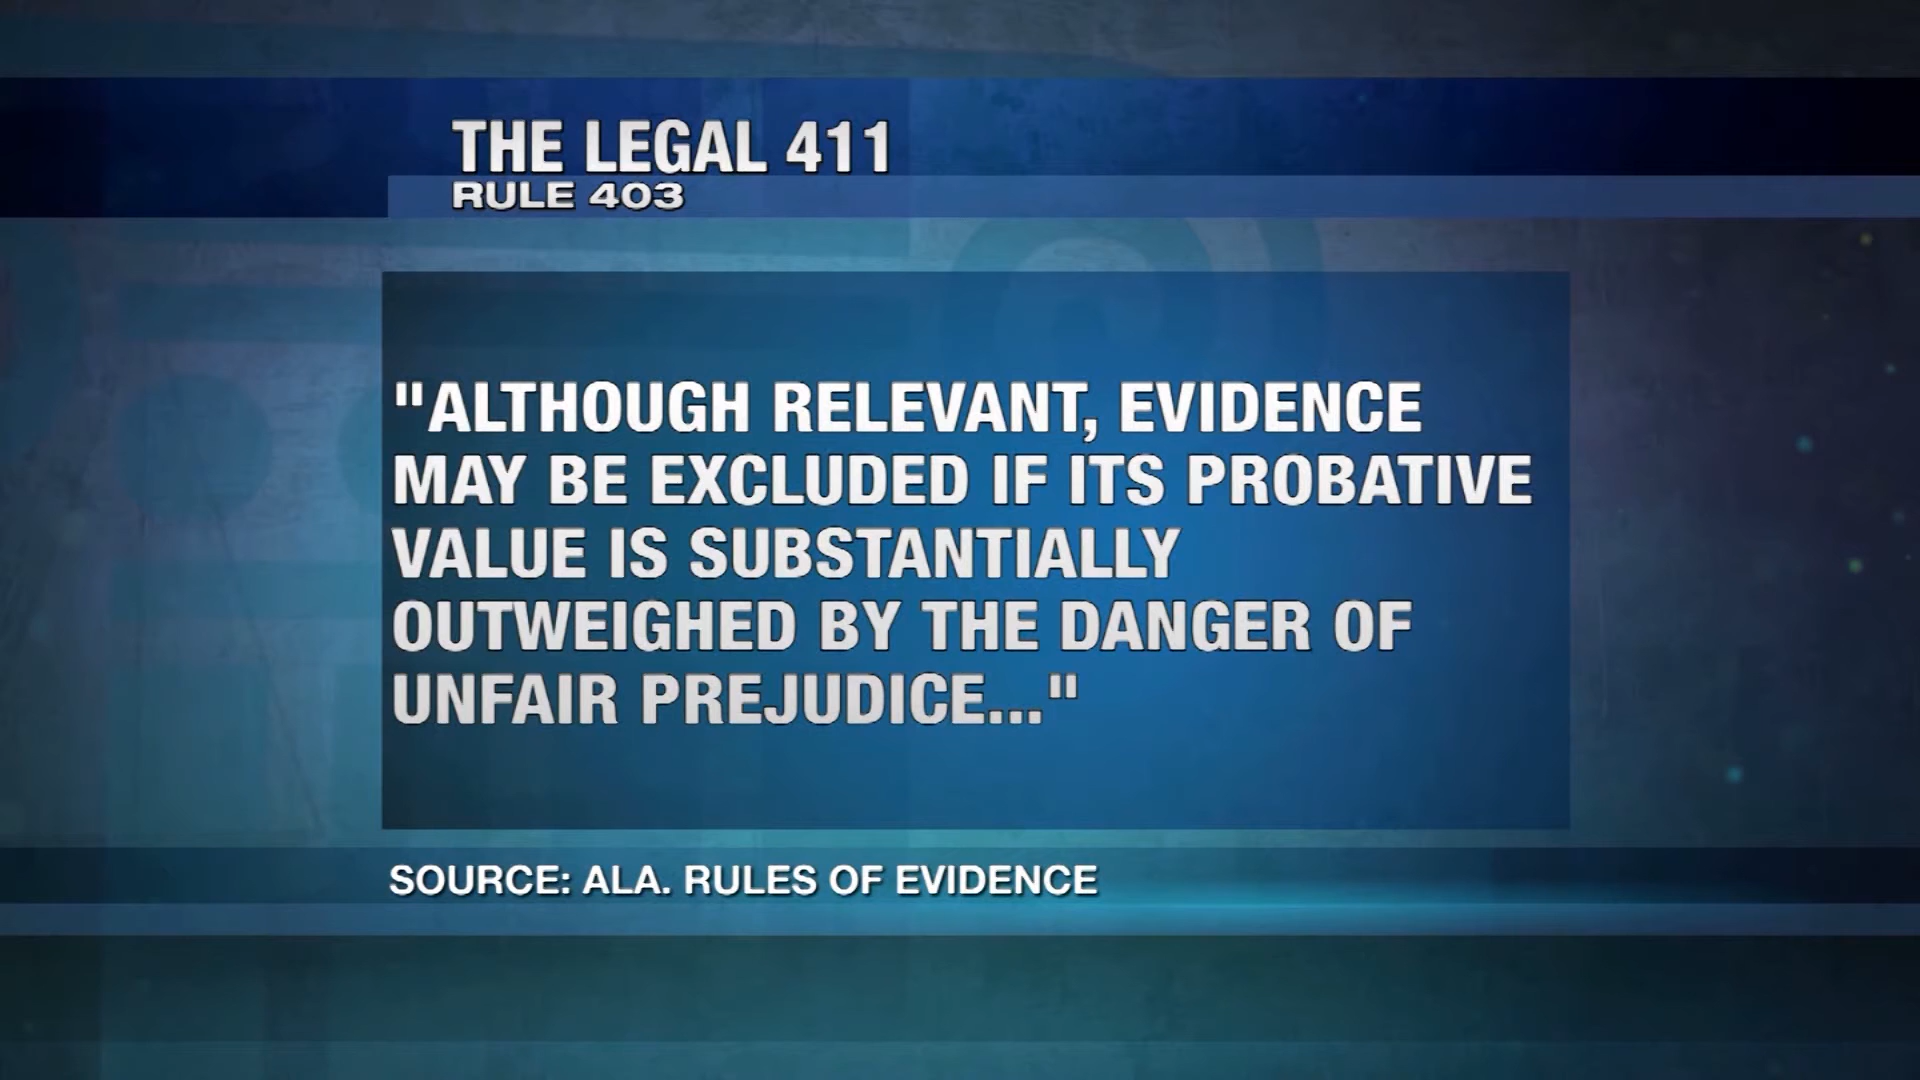 THE LEGAL 411
RULE 403
"ALTHOUGH RELEVANT, EVIDENCE
MAY BE EXCLUDED IF ITS PROBATIVE
VALUE IS SUBSTANTIALLY
OUTWEIGHED BY THE DANGER OF
UNFAIR PREJUDICE..."
SOURCE: ALA. RULES OF EVIDENCE